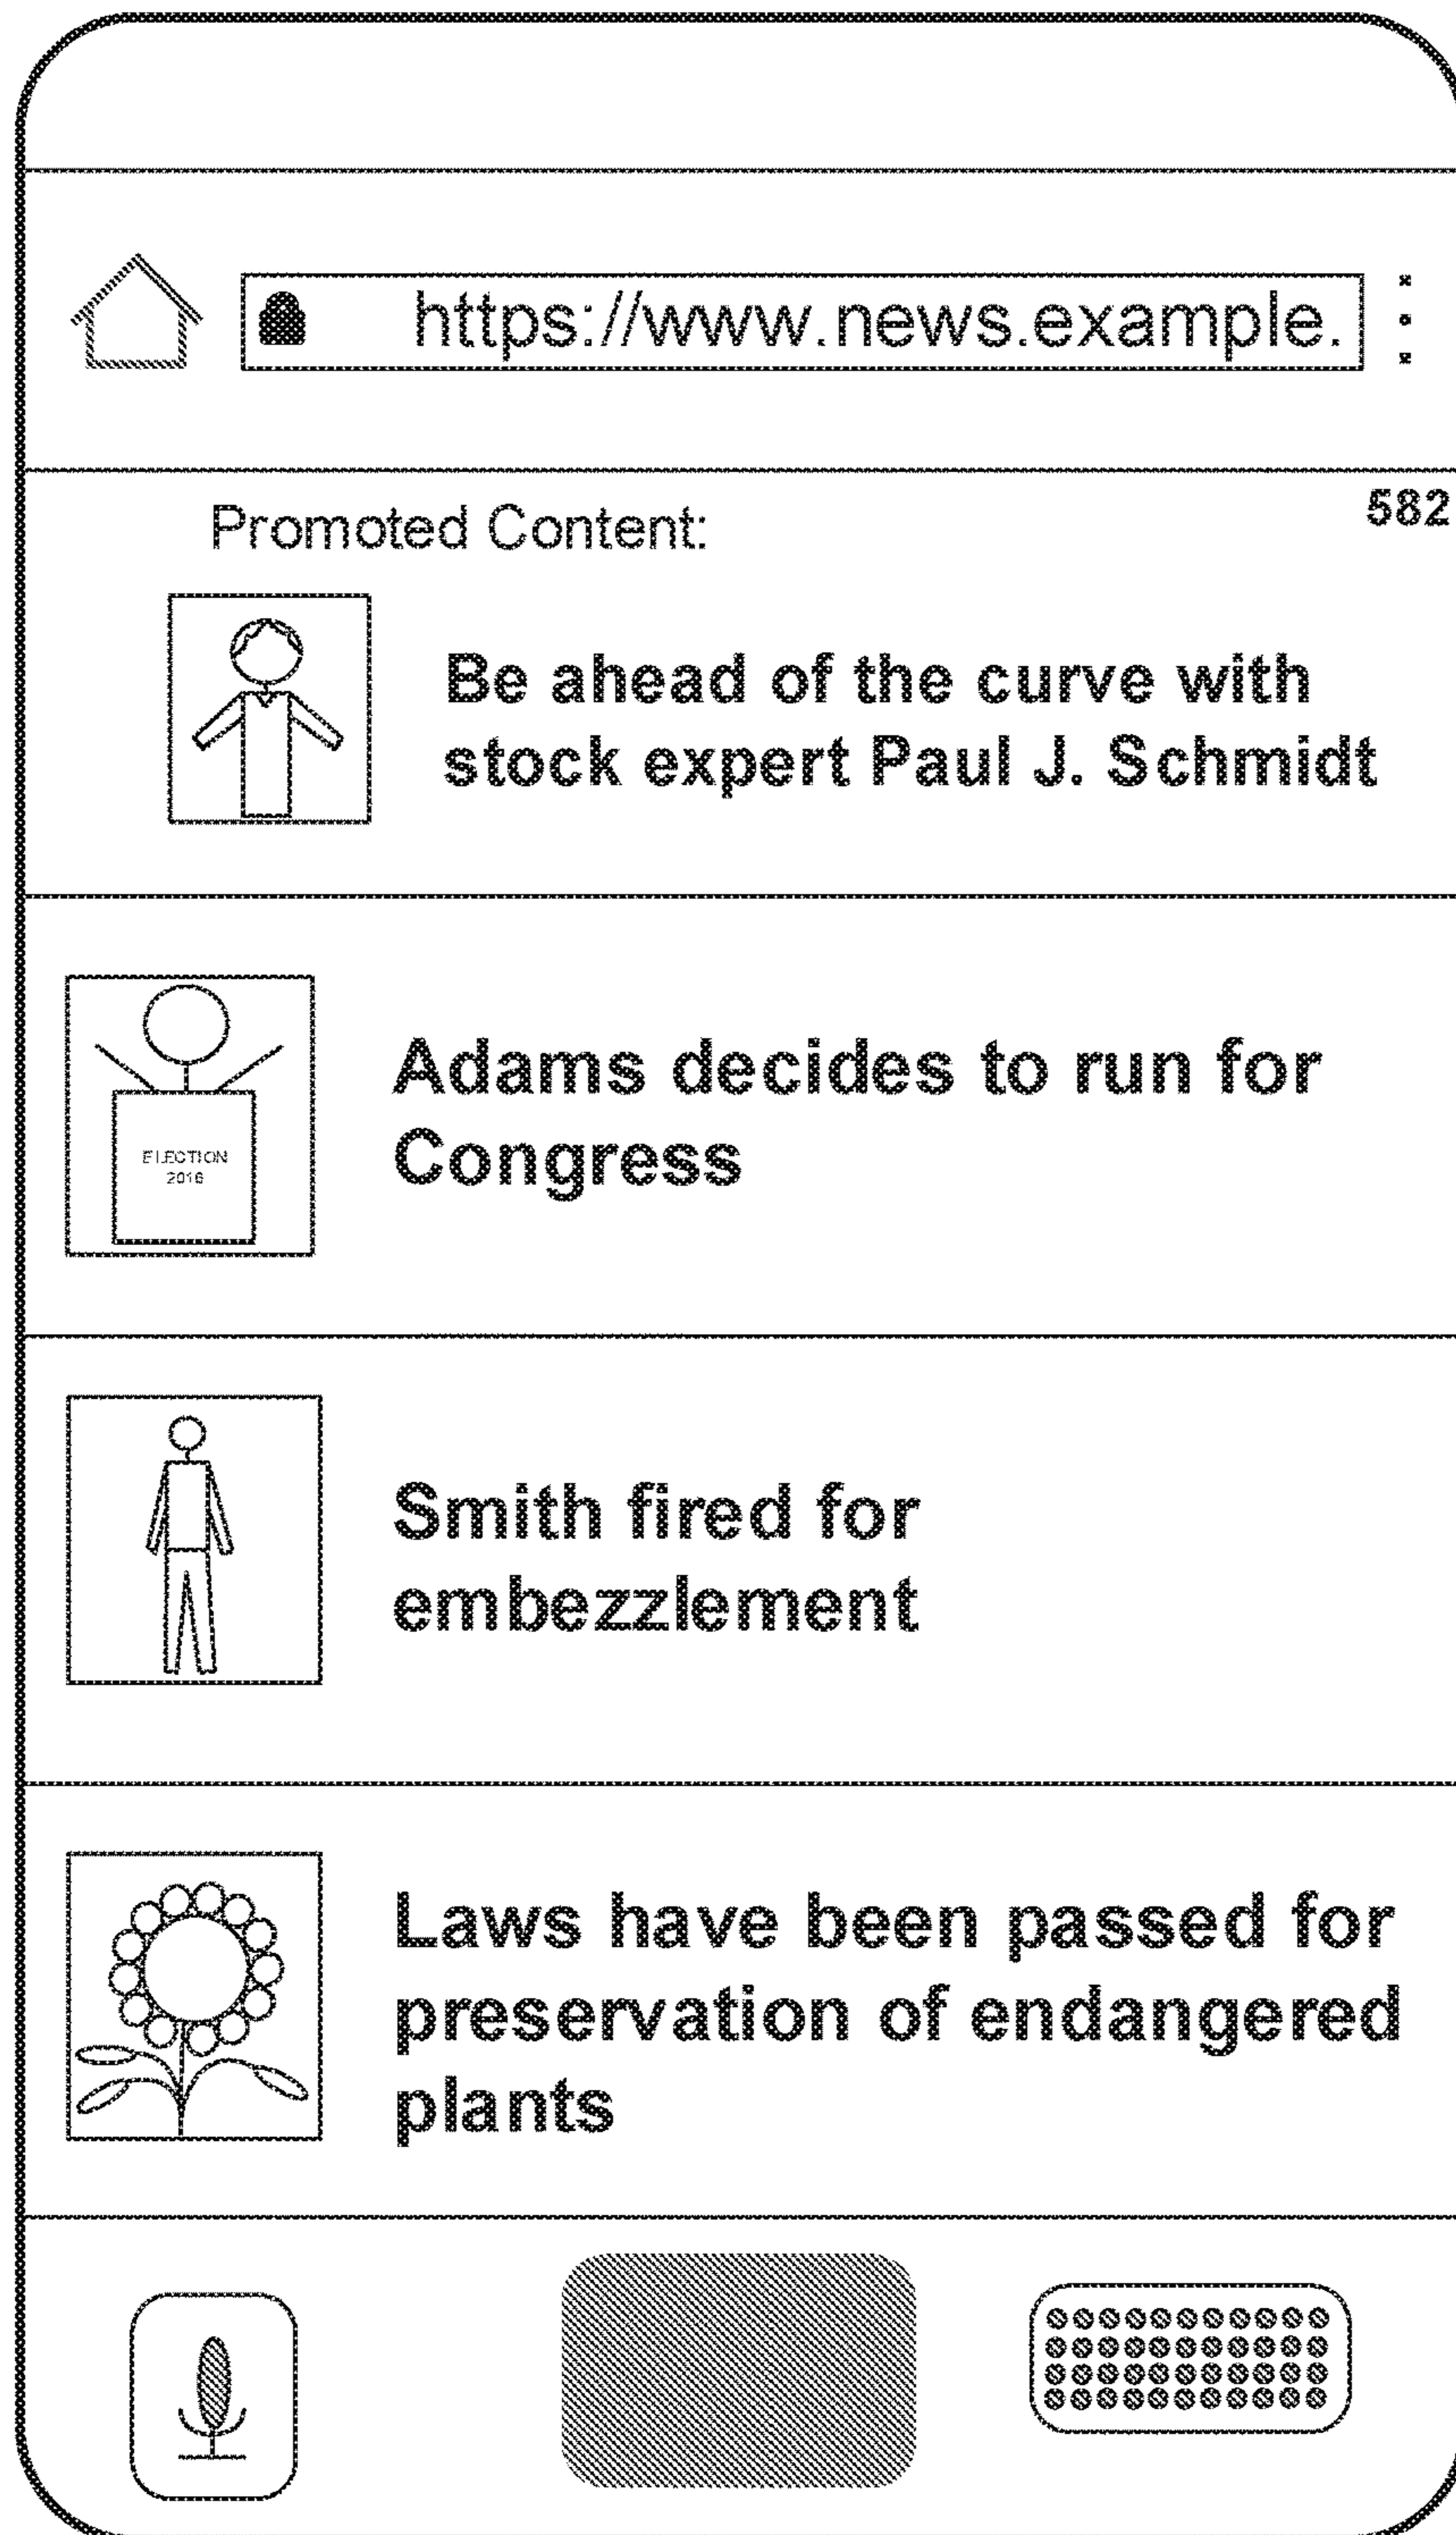 https://www.news.example.
Promoted Content:
582
Be ahead of the curve with
stock expert Paul J. Schmidt
Adams decides to run for
Congress
ELECTION
2016
Smith fired for
embezzlement
Laws have been passed for
preservation of endangered
plants